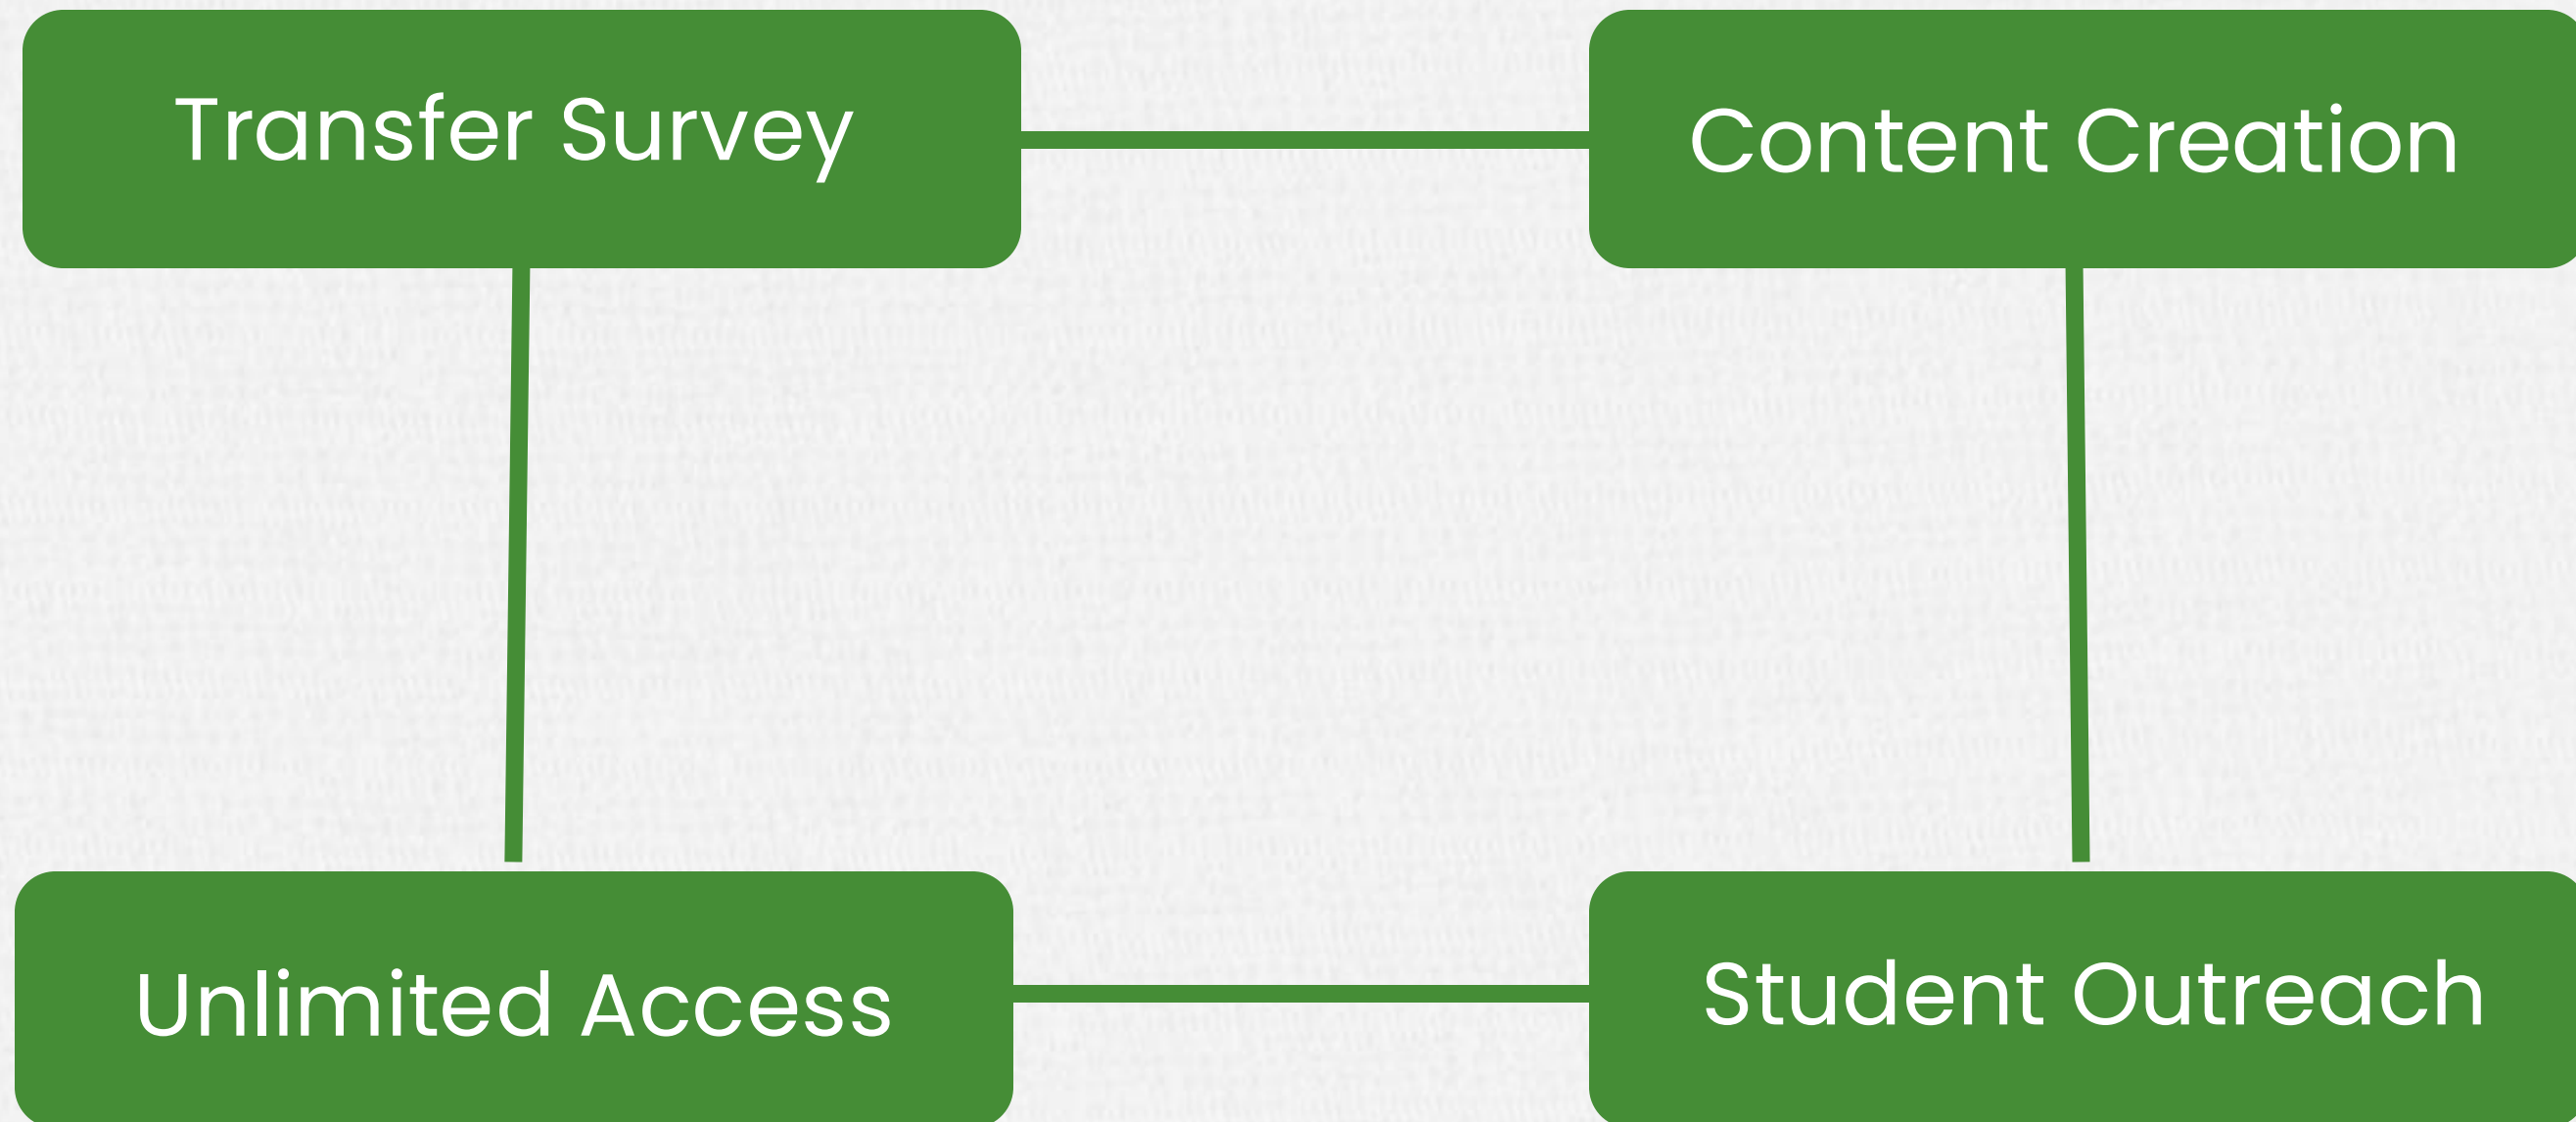 Transfer Survey
Content Creation
Unlimited Access
Student Outreach